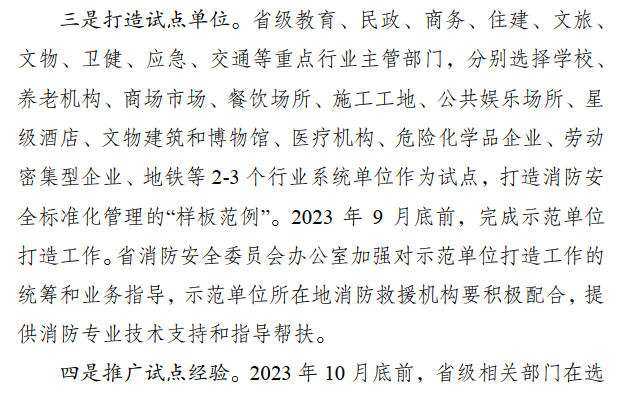 三是打造试点单位。省级教育、民政、商务、住建、文旅、
文物、卫健、应急、交通等重点行业主管部门，分别选择学校、
养老机构、商场市场、餐饮场所、施工工地、公共娱乐场所、星
级酒店、文物建筑和博物馆、医疗机构、危险化学品企业、劳动
密集型企业、地铁等 2-3 个行业系统单位作为试点，打造消防安
全标准化管理的“样板范例”。2023 年 9 月底前，完成示范单位
打造工作。省消防安全委员会办公室加强对示范单位打造工作的
统筹和业务指导，示范单位所在地消防救援机构要积极配合，提
供消防专业技术支持和指导帮扶。
四是推广试点经验。2023 年 10 月底前，省级相关部门在选